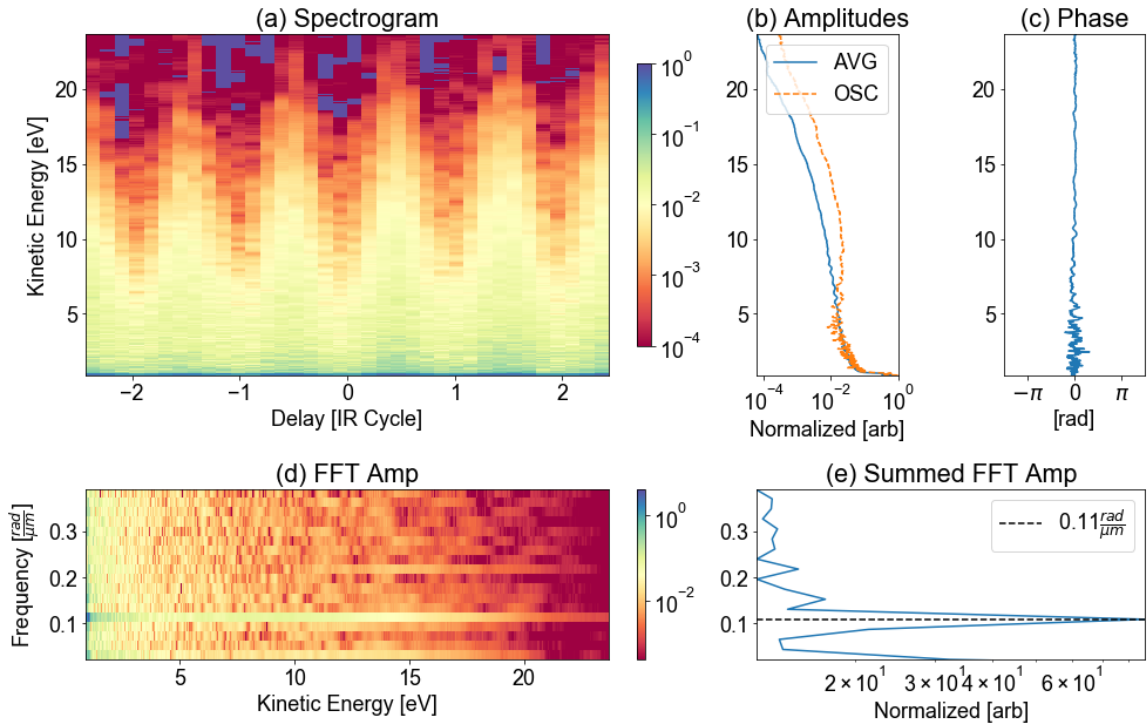 (a) Spectrogram
(b) Amplitudes
(c) Phase
Kinetic Energy [eV]
20
15
10
5
−2
−1
0
1
2
Delay [IR Cycle]
10^0
10^-1
10^-2
10^-3
10^-4
AVG
OSC
20
15
10
5
10^-4
10^-2
10^0
Normalized [arb]
20
15
10
5
−π
0
π
[rad]
(d) FFT Amp
(e) Summed FFT Amp
Frequency [rad/μm]
0.3
0.2
0.1
5
10
15
20
Kinetic Energy [eV]
10^0
10^-2
0.11 rad/μm
0.3
0.2
0.1
2 × 10^1
3 × 10^1
4 × 10^1
6 × 10^1
Normalized [arb]